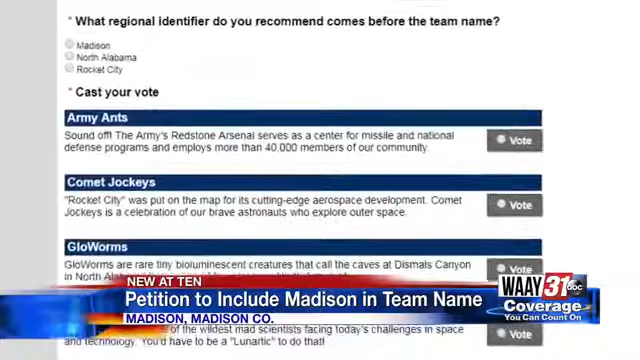 * What regional identifier do you recommend comes before the team name?
Madison
North Alabama
Rocket City
* Cast your vote
Army Ants
Sound off! The Army's Redstone Arsenal serves as a center for missile and national
defense programs and employs more than 40,000 members of our community.
Vote
Comet Jockeys
"Rocket City" was put on the map for its cutting-edge aerospace development. Comet
Jockeys is a celebration of our brave astronauts who explore outer space.
Vote
GloWorms
GloWorms are rare tiny bioluminescent creatures that call the caves at Dismals Canyon
in North
Vote
NEW AT TEN
Petition to Include Madison in Team Name
MADISON, MADISON CO.
WAAY 31 abc
Coverage
You Can Count On
of the wildest mad scientists facing today's challenges in space
and technology. You'd have to be a "Lunartic" to do that!
Vote